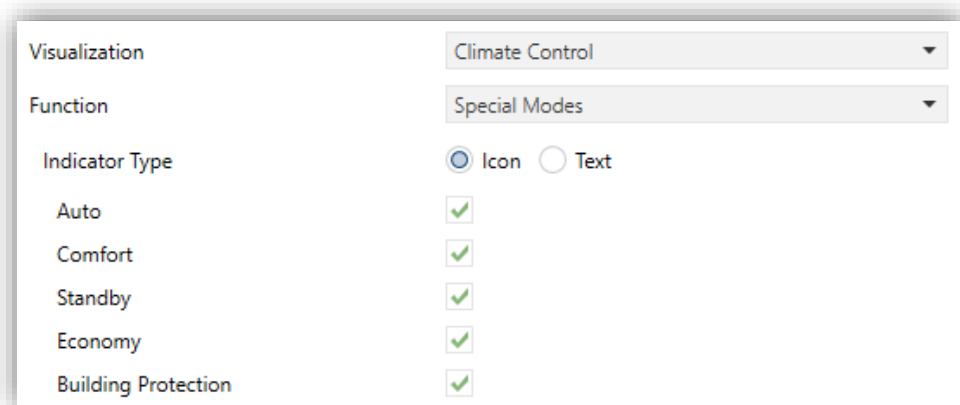 Visualization Climate Control
Function Special Modes
Indicator Type Icon Text
Auto
Comfort
Standby
Economy
Building Protection